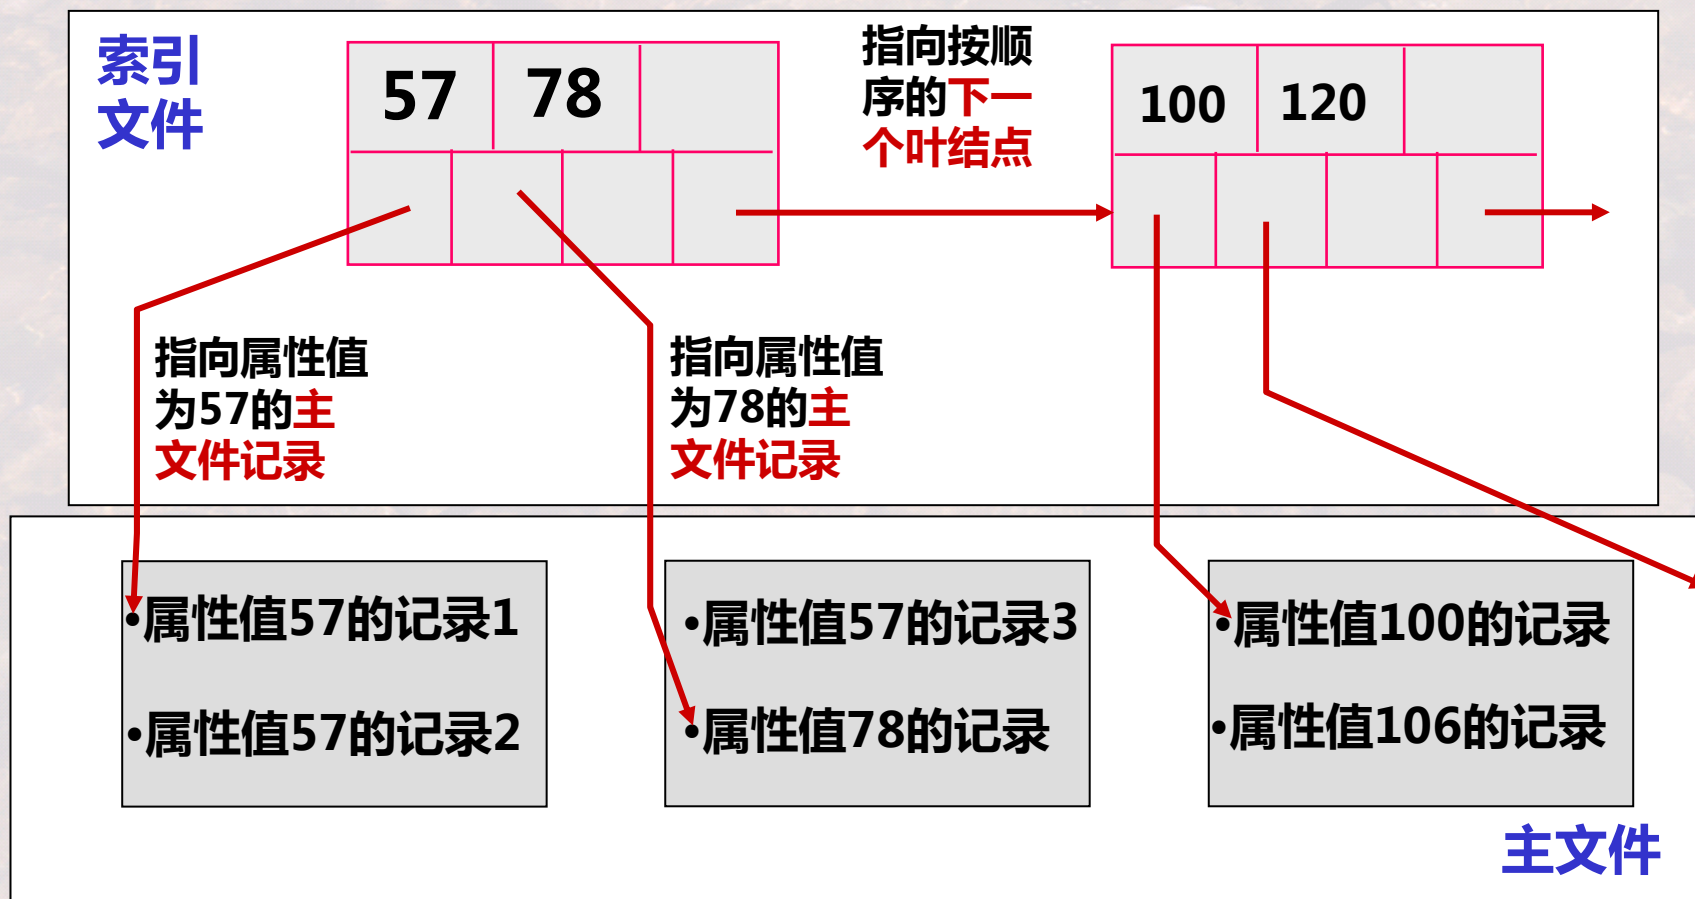 索引
文件
57
78
指向按顺
序的下一
个叶结点
100
120
指向属性值
为57的主
文件记录
指向属性值
为78的主
文件记录
•属性值57的记录1
•属性值57的记录2
•属性值57的记录3
•属性值78的记录
•属性值100的记录
•属性值106的记录
主文件